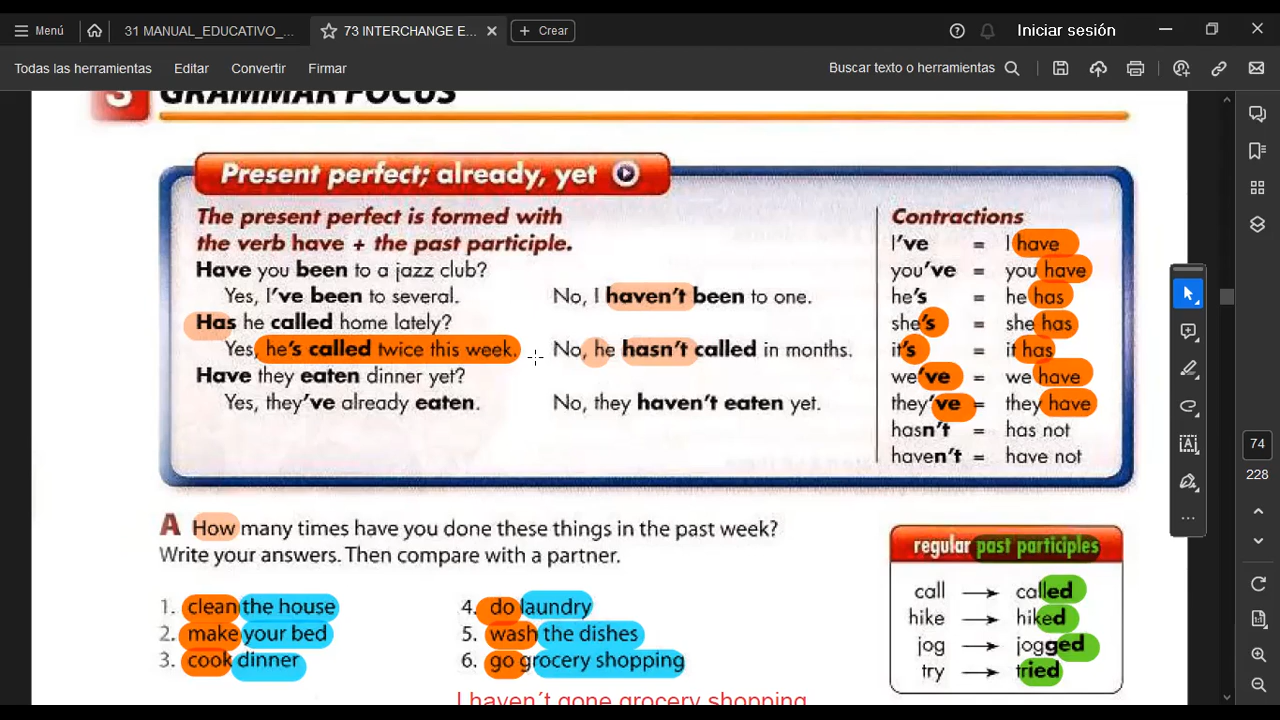 Menú
31 MANUAL_EDUCATIVO_...
73 INTERCHANGE E...
Crear
Iniciar sesión
Todas las herramientas
Editar
Convertir
Firmar
Buscar texto o herramientas
3 GRAMMAR FOCUS
Present perfect; already, yet
The present perfect is formed with
the verb have + the past participle.
Have you been to a jazz club?
Yes, I've been to several.
No, I haven't been to one.
Has he called home lately?
Yes, he's called twice this week.
No, he hasn't called in months.
Have they eaten dinner yet?
Yes, they've already eaten.
No, they haven't eaten yet.
Contractions
I've = I have
you've = you have
he's = he has
she's = she has
it's = it has
we've = we have
they've = they have
hasn't = has not
haven't = have not
74
228
A How many times have you done these things in the past week?
Write your answers. Then compare with a partner.
1. clean the house
2. make your bed
3. cook dinner
4. do laundry
5. wash the dishes
6. go grocery shopping
I haven´t gone grocery shopping
regular past participles
call → called
hike → hiked
jog → jogged
try → tried